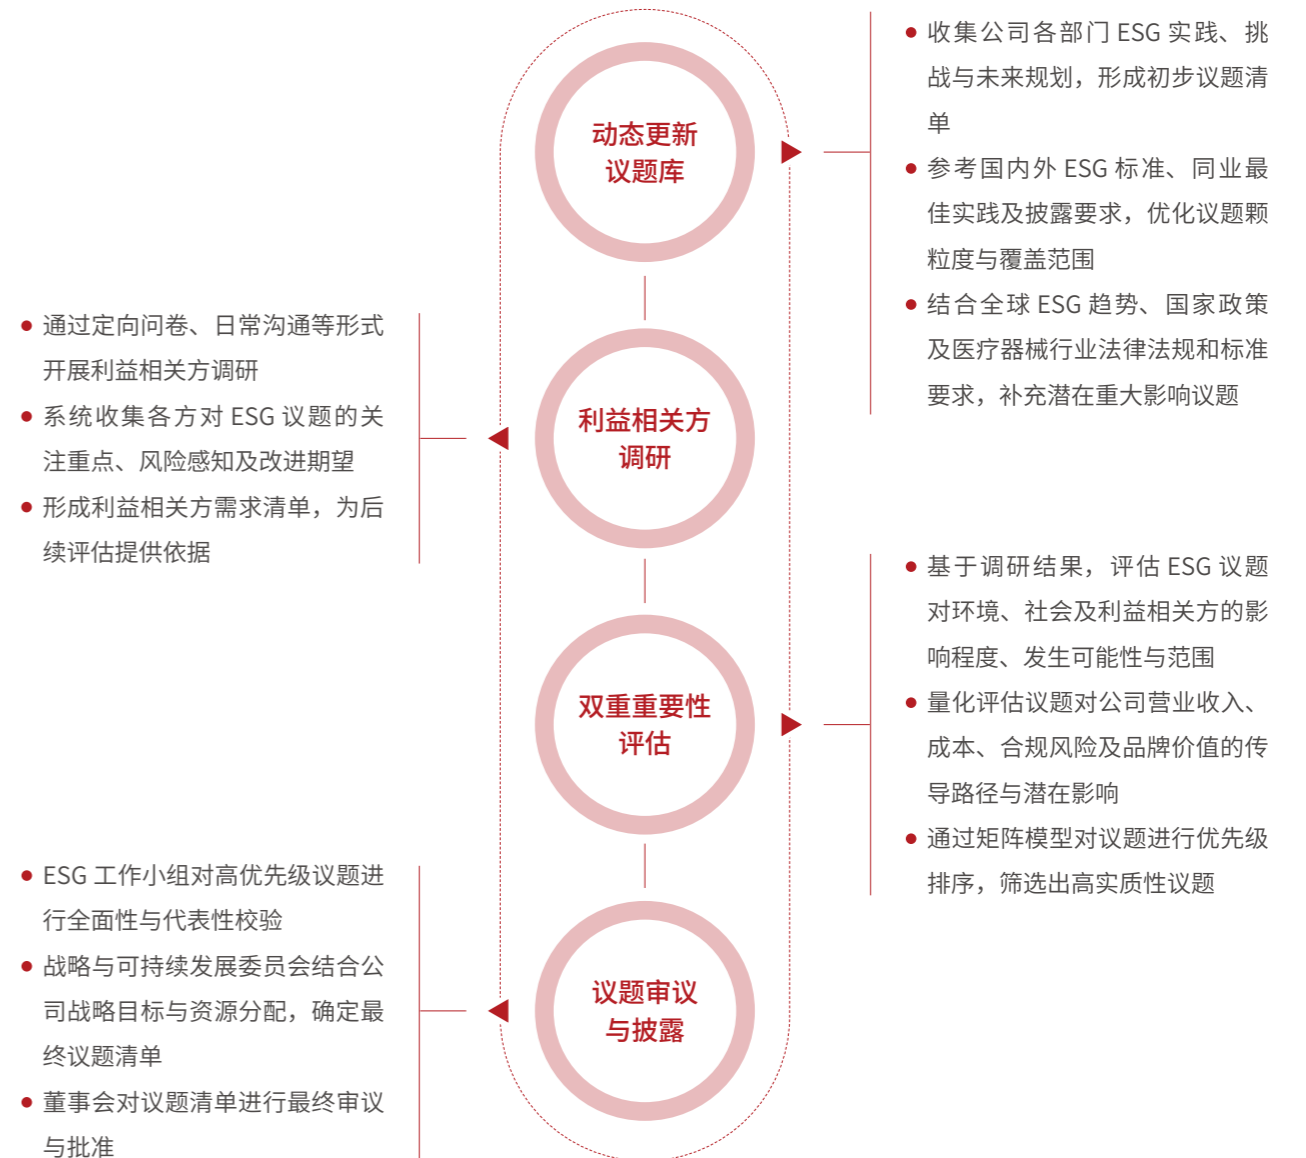 动态更新
议题库
● 收集公司各部门 ESG 实践、挑
战与未来规划，形成初步议题清
单
● 参考国内外 ESG 标准、同业最
佳实践及披露要求，优化议题颗
粒度与覆盖范围
● 结合全球 ESG 趋势、国家政策
及医疗器械行业法律法规和标准
要求，补充潜在重大影响议题
利益相关方
调研
● 通过定向问卷、日常沟通等形式
开展利益相关方调研
● 系统收集各方对 ESG 议题的关
注重点、风险感知及改进期望
● 形成利益相关方需求清单，为后
续评估提供依据
双重重要性
评估
● 基于调研结果，评估 ESG 议题
对环境、社会及利益相关方的影
响程度、发生可能性与范围
● 量化评估议题对公司营业收入、
成本、合规风险及品牌价值的传
导路径与潜在影响
● 通过矩阵模型对议题进行优先级
排序，筛选出高实质性议题
议题审议
与披露
● ESG 工作小组对高优先级议题进
行全面性与代表性校验
● 战略与可持续发展委员会结合公
司战略目标与资源分配，确定最
终议题清单
● 董事会对议题清单进行最终审议
与批准